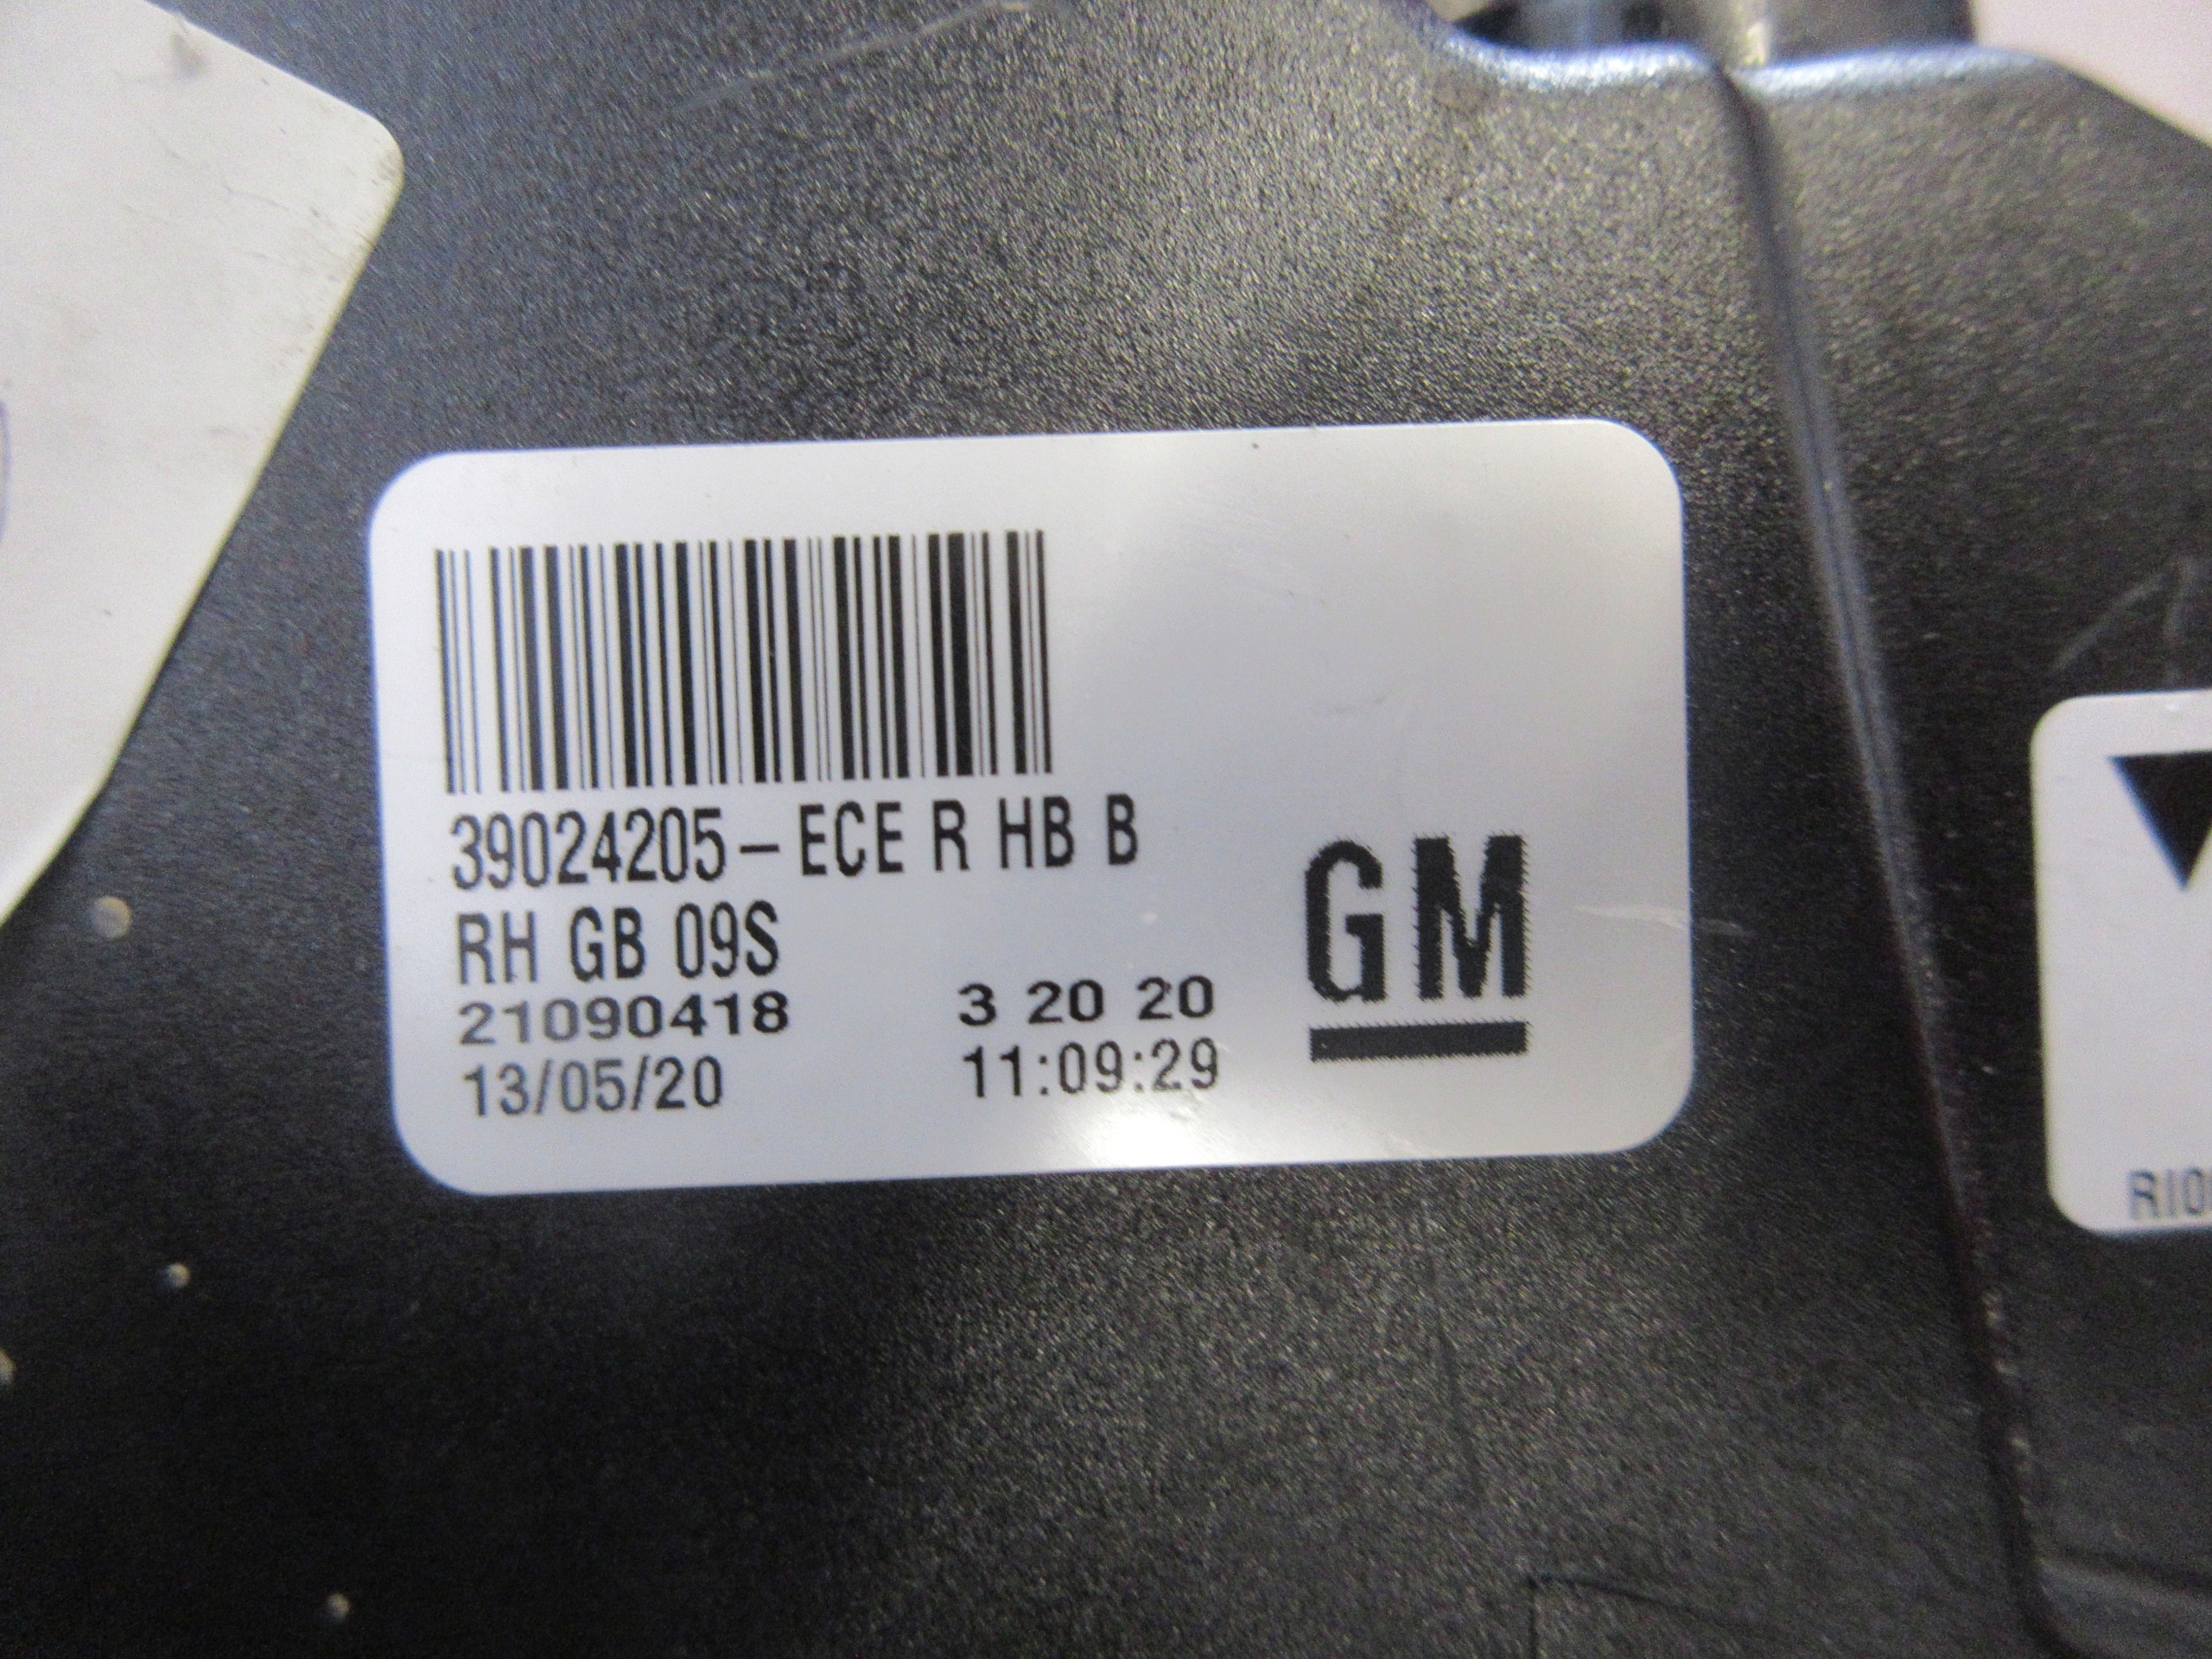 39024205-ECE R HB B
RH GB 09S
21090418 3 20 20
13/05/20 11:09:29
GM